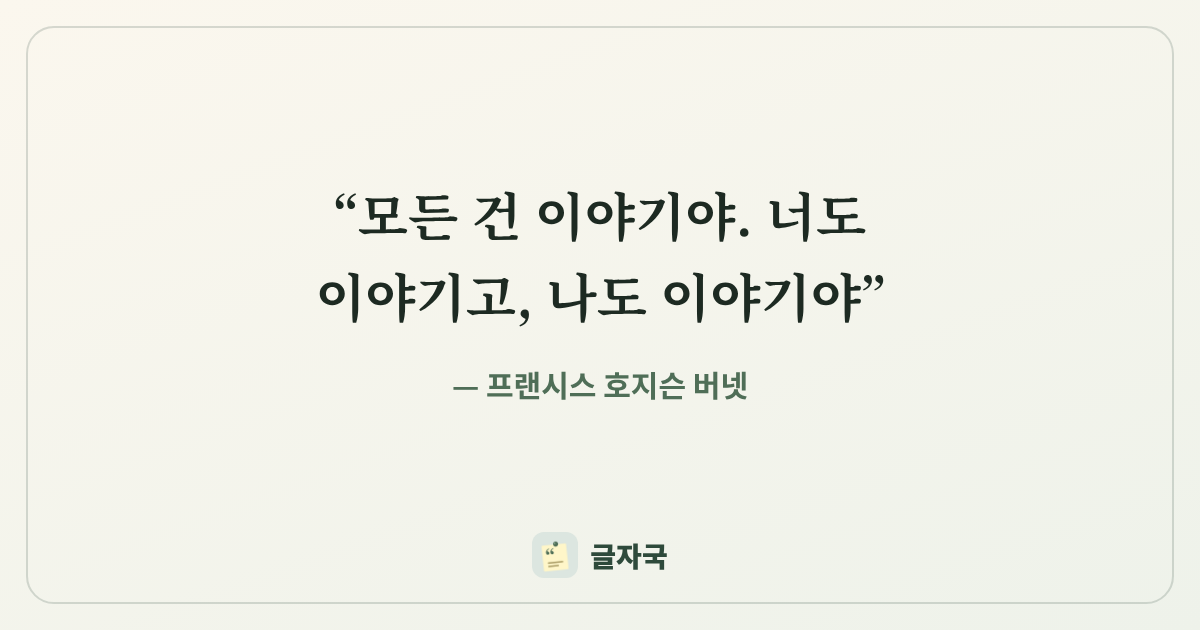 “모든 건 이야기야. 너도
이야기고, 나도 이야기야”
— 프랜시스 호지슨 버넷
글자국